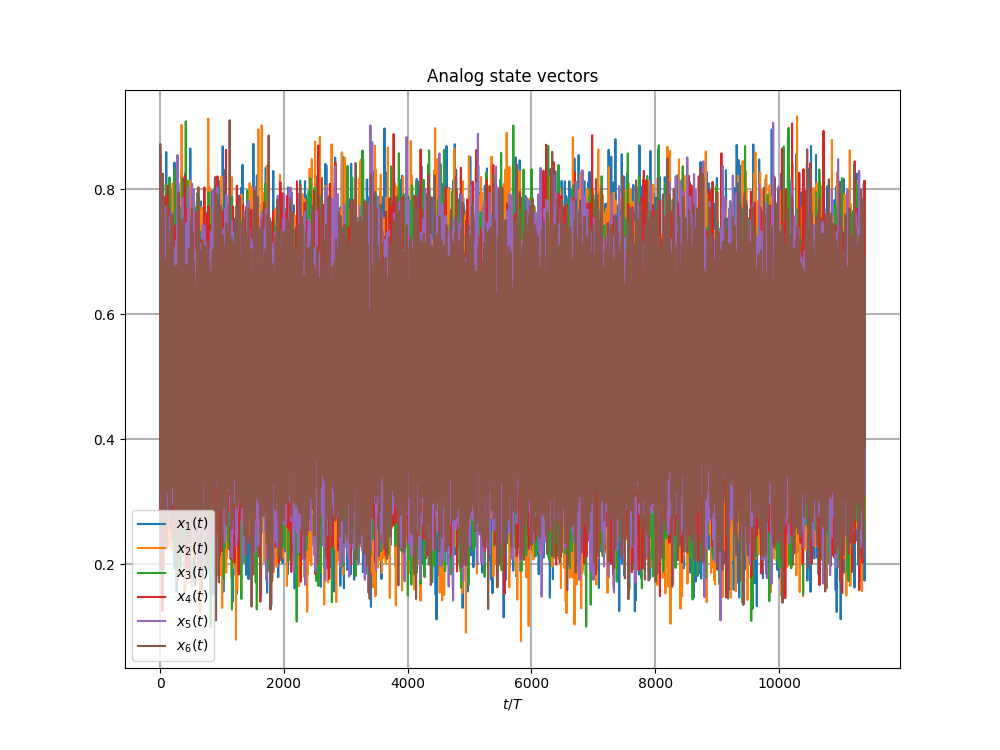 Analog state vectors
0.8
0.6
0.4
0.2
x₁(t)
x₂(t)
x₃(t)
x₄(t)
x₅(t)
x₆(t)
0 2000 4000 6000 8000 10000
t/T